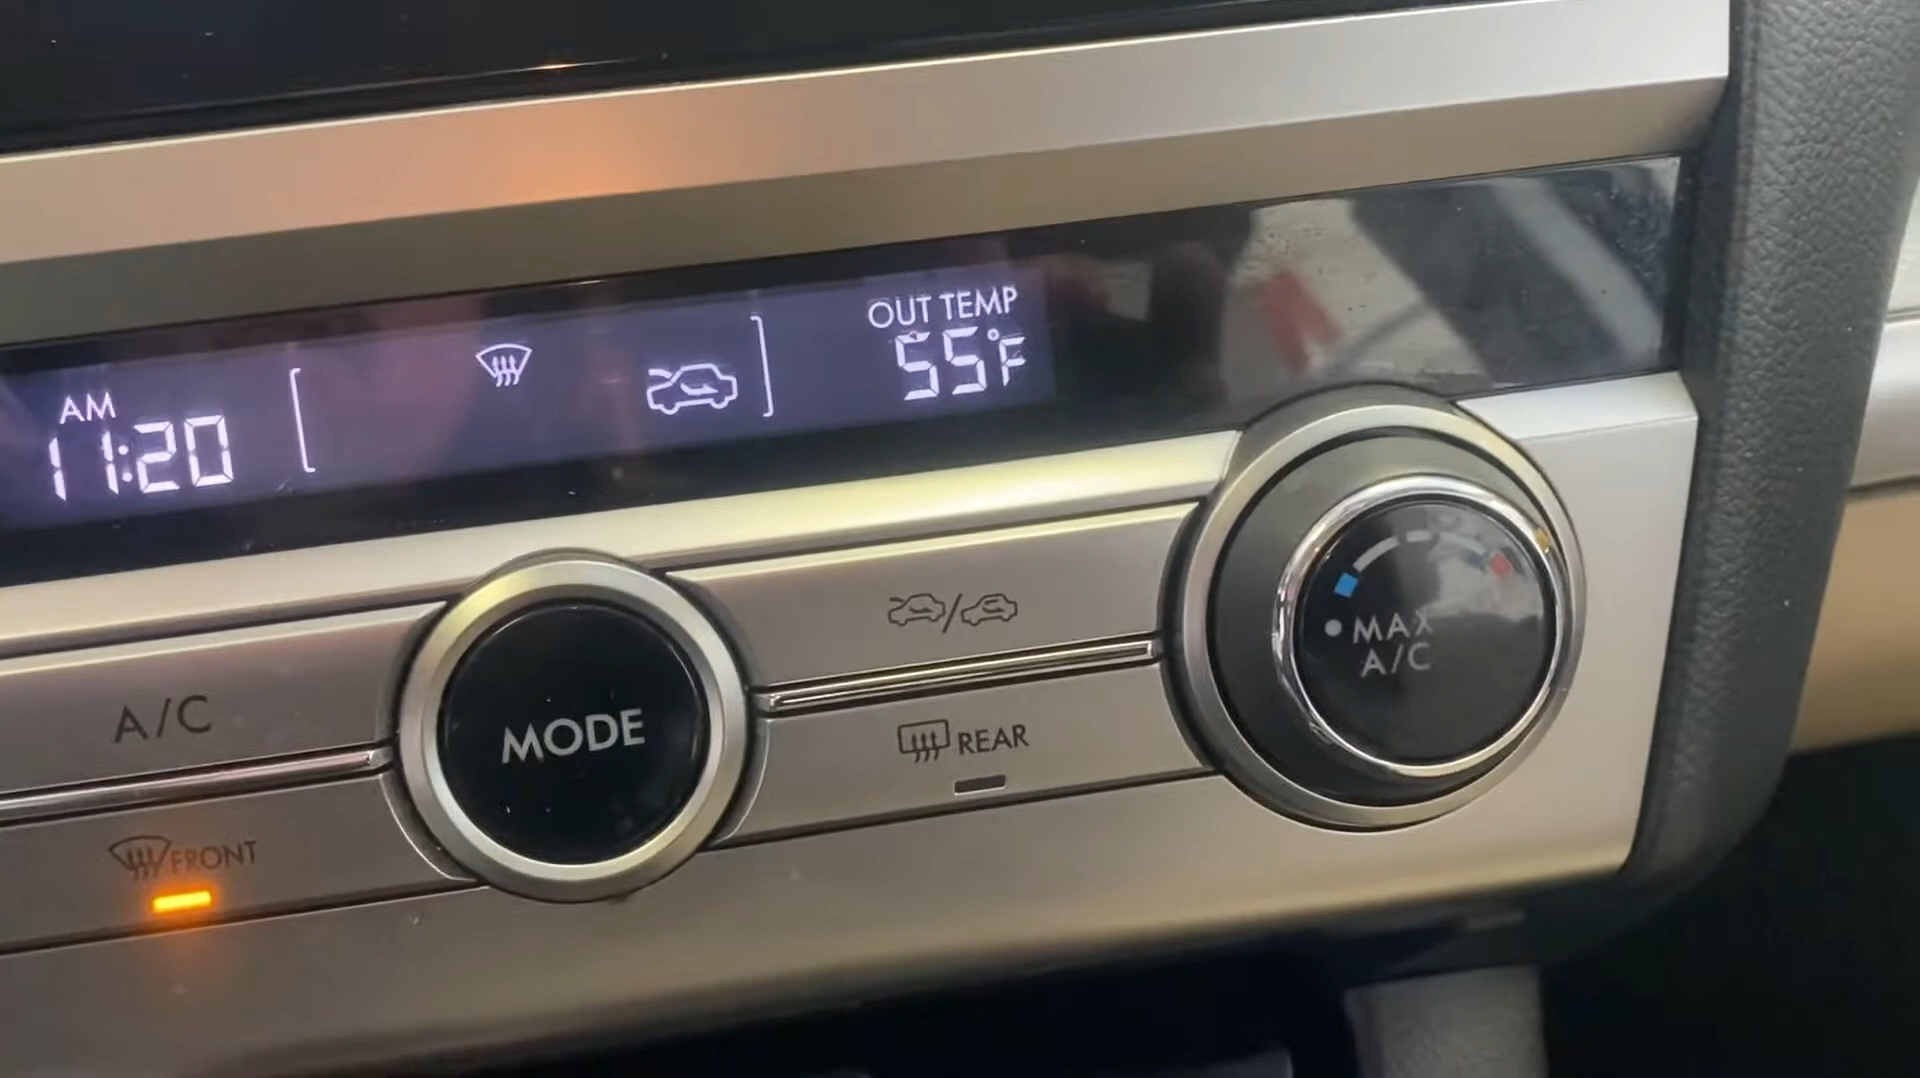 AM
11:20
OUT TEMP
55°F
A/C
MODE
/
REAR
/FRONT
MAX
A/C